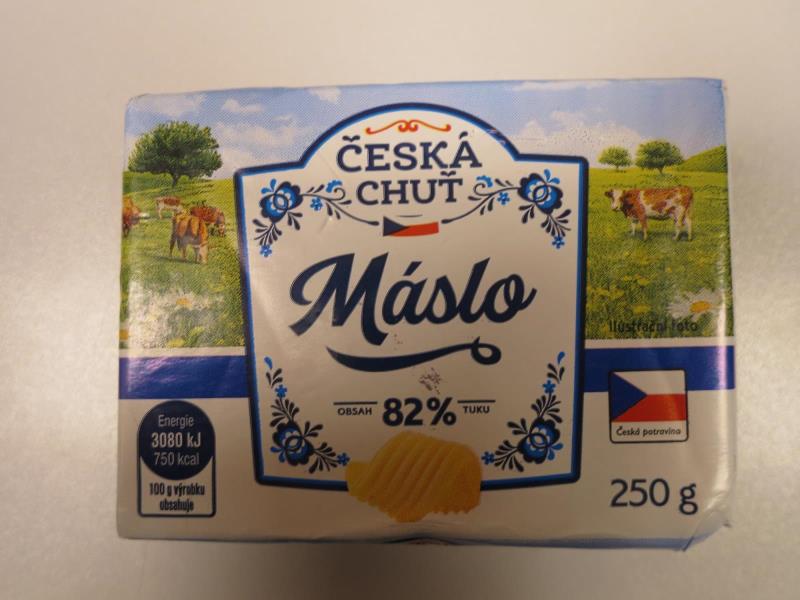 ČESKÁ
CHUŤ
Máslo
OBSAH 82% TUKU
Ilustrační foto
Energie
3080 kJ
750 kcal
100 g výrobku
obsahuje
Česká potravina
250 g